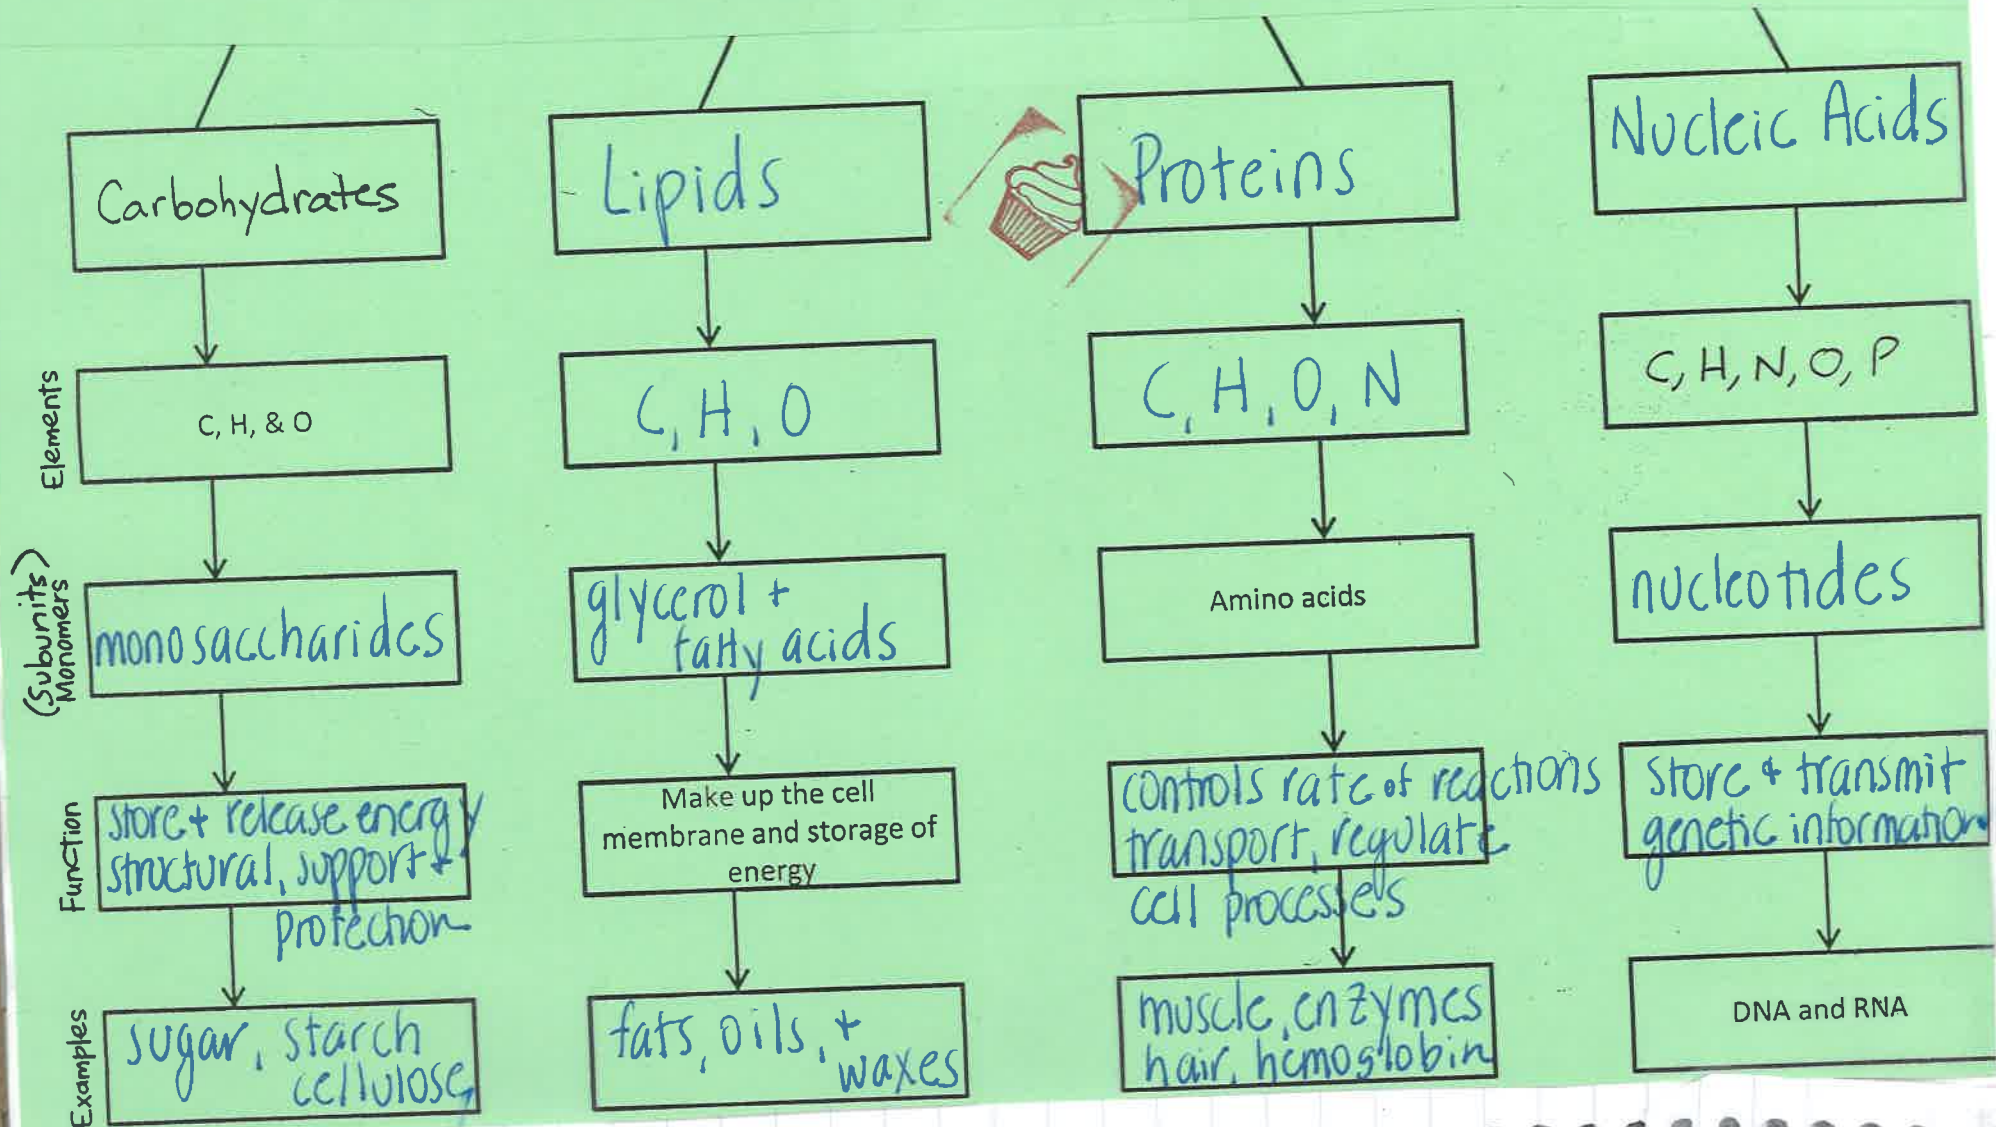 Carbohydrates
Lipids
Proteins
Nucleic Acids
Elements
C, H, & O
C, H, O
C, H, O, N
C, H, N, O, P
(Subunits)
Monomers
monosaccharides
glycerol +
fatty acids
Amino acids
nucleotides
Function
store + release energy
structural, support +
protection
Make up the cell
membrane and storage of
energy
controls rate of reactions
transport, regulate
cell processes
store & transmit
genetic information
Examples
sugar, starch
cellulose
fats, oils, +
waxes
muscle, enzymes
hair, hemoglobin
DNA and RNA